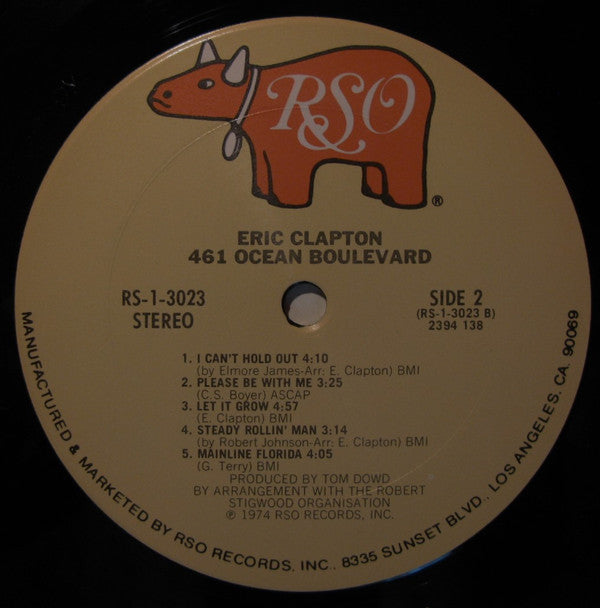 RSO
®
ERIC CLAPTON
461 OCEAN BOULEVARD
RS-1-3023
STEREO
SIDE 2
(RS-1-3023 B)
2394 138
1. I CAN'T HOLD OUT 4:10
(by Elmore James-Arr: E. Clapton) BMI
2. PLEASE BE WITH ME 3:25
(C.S. Boyer) ASCAP
3. LET IT GROW 4:57
(E. Clapton) BMI
4. STEADY ROLLIN' MAN 3:14
(by Robert Johnson-Arr: E. Clapton) BMI
5. MAINLINE FLORIDA 4:05
(G. Terry) BMI
PRODUCED BY TOM DOWD
BY ARRANGEMENT WITH THE ROBERT
STIGWOOD ORGANISATION
℗ 1974 RSO RECORDS, INC.
MANUFACTURED & MARKETED BY RSO RECORDS, INC., 8335 SUNSET BLVD., LOS ANGELES, CA. 90069